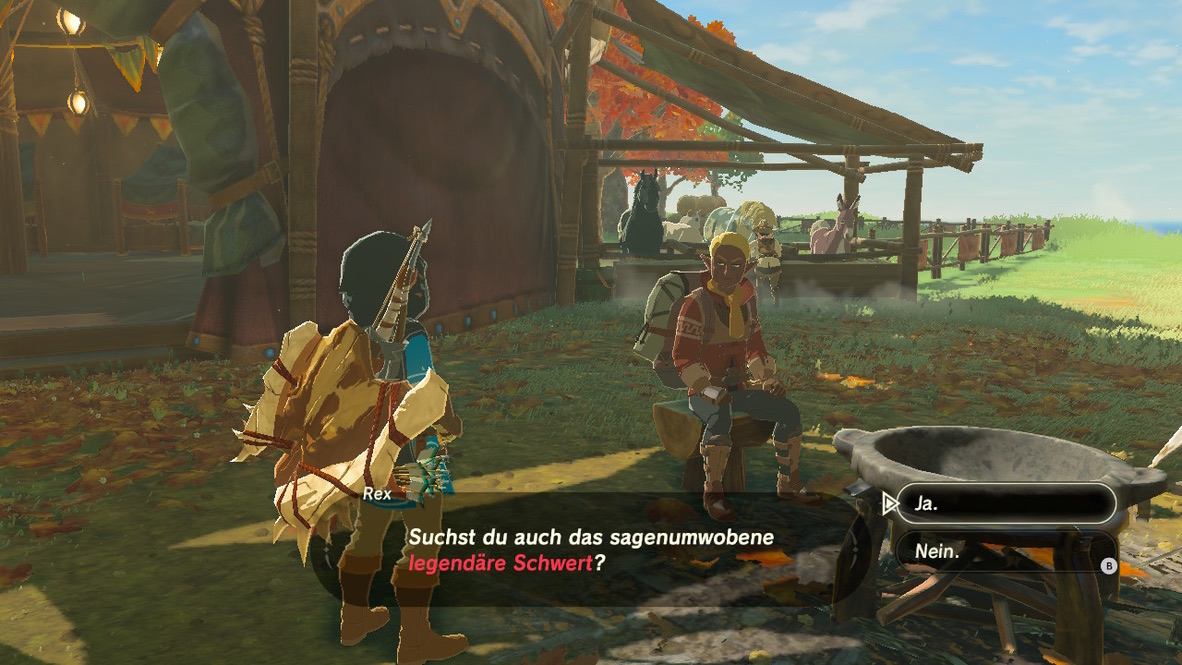 Rex
Suchst du auch das sagenumwobene
legendäre Schwert?
Ja.
Nein.
B